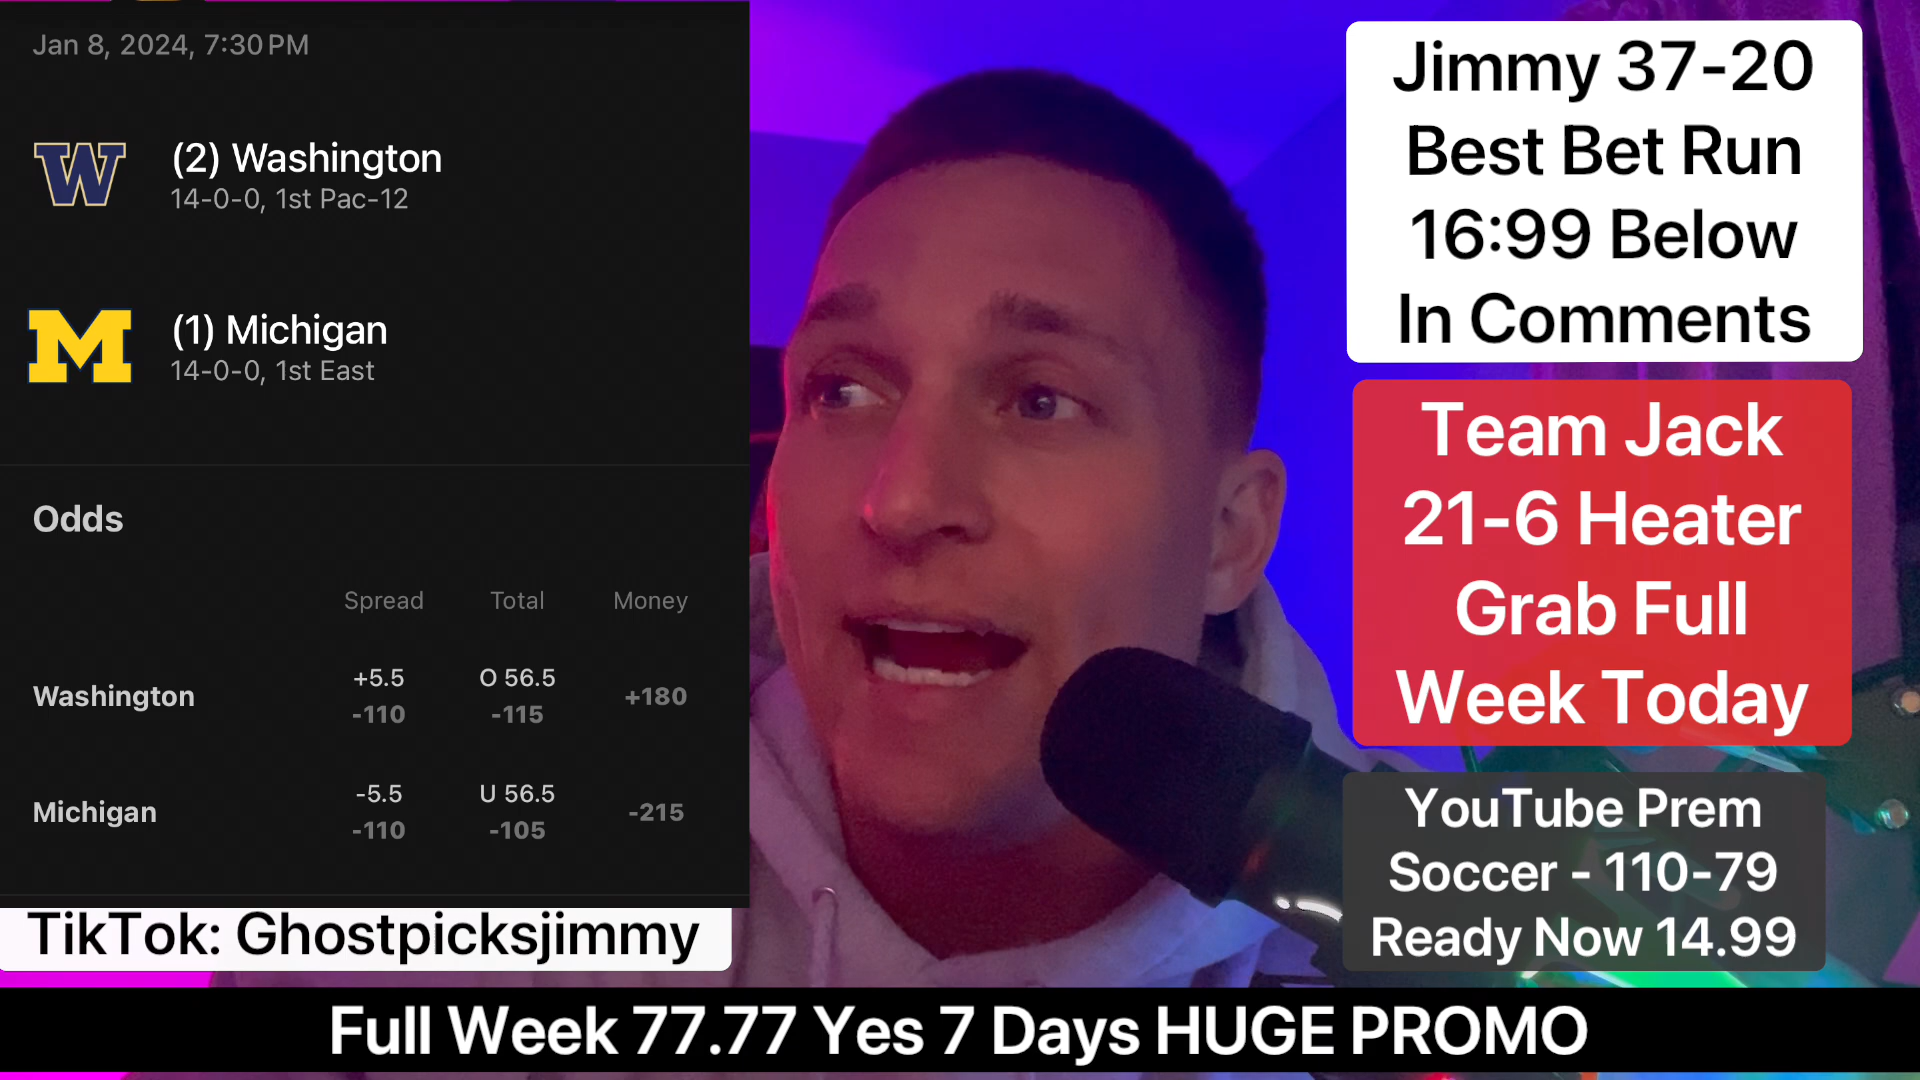 Jan 8, 2024, 7:30 PM
W
(2) Washington
14-0-0, 1st Pac-12
M
(1) Michigan
14-0-0, 1st East
Odds
Spread Total Money
Washington +5.5 -110 O 56.5 -115 +180
Michigan -5.5 -110 U 56.5 -105 -215
TikTok: Ghostpicksjimmy
Jimmy 37-20
Best Bet Run
16:99 Below
In Comments
Team Jack
21-6 Heater
Grab Full
Week Today
YouTube Prem
Soccer - 110-79
Ready Now 14.99
Full Week 77.77 Yes 7 Days HUGE PROMO